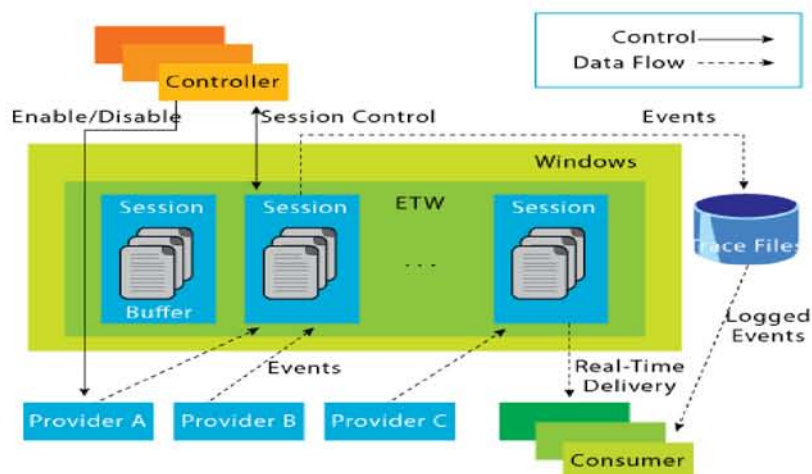 Control
Data Flow
Controller
Enable/Disable
Session Control
Events
Windows
ETW
Session
Session
Session
. . .
Buffer
Trace Files
Logged
Events
Events
Real-Time
Delivery
Provider A
Provider B
Provider C
Consumer